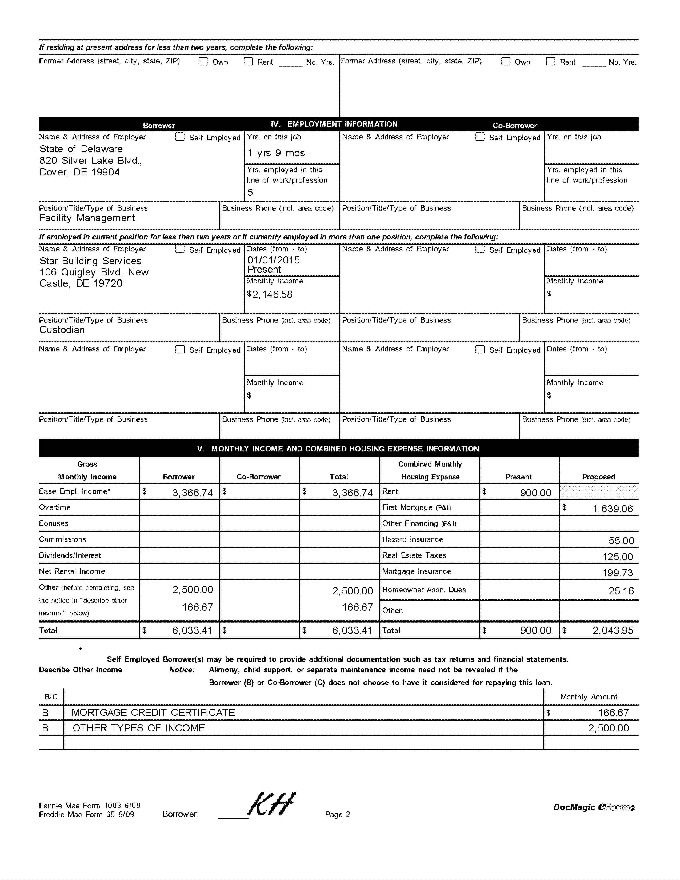 If residing at present address for less than two years, complete the following:
Former Address (street, city, state, ZIP) Own Rent ______ No. Yrs. Former Address (street, city, state, ZIP) Own Rent ______ No. Yrs.
Borrower IV. EMPLOYMENT INFORMATION Co-Borrower
Name & Address of Employer Self Employed Yrs. on this job Name & Address of Employer Self Employed Yrs. on this job
State of Delaware
820 Silver Lake Blvd.,
Dover, DE 19904
1 yrs 9 mos
Yrs. employed in this line of work/profession Yrs. employed in this line of work/profession
5
Position/Title/Type of Business Business Phone (incl. area code) Position/Title/Type of Business Business Phone (incl. area code)
Facility Management
If employed in current position for less than two years or if currently employed in more than one position, complete the following:
Name & Address of Employer Self Employed Dates (from - to) Name & Address of Employer Self Employed Dates (from - to)
Star Building Services
106 Quigley Blvd. New
Castle, DE 19720
01/01/2015
Present
Monthly Income Monthly Income
$2,146.58 $
Position/Title/Type of Business Business Phone (incl. area code) Position/Title/Type of Business Business Phone (incl. area code)
Custodian
Name & Address of Employer Self Employed Dates (from - to) Name & Address of Employer Self Employed Dates (from - to)
Monthly Income Monthly Income
$ $
Position/Title/Type of Business Business Phone (incl. area code) Position/Title/Type of Business Business Phone (incl. area code)
V. MONTHLY INCOME AND COMBINED HOUSING EXPENSE INFORMATION
Gross Monthly Income Borrower Co-Borrower Total Combined Monthly Housing Expense Present Proposed
Base Empl. Income* $ 3,366.74 $ $ 3,366.74 Rent $ 900.00
Overtime First Mortgage (P&I) $ 1,639.06
Bonuses Other Financing (P&I)
Commissions Hazard Insurance 55.00
Dividends/Interest Real Estate Taxes 125.00
Net Rental Income Mortgage Insurance 199.73
Other (before completing, see the notice in "describe other income" below) 2,500.00 2,500.00 Homeowner Assn. Dues 25.16
166.67 166.67 Other:
Total $ 6,033.41 $ $ 6,033.41 Total $ 900.00 $ 2,043.95
*
Self Employed Borrower(s) may be required to provide additional documentation such as tax returns and financial statements.
Describe Other Income Notice: Alimony, child support, or separate maintenance income need not be revealed if the
Borrower (B) or Co-Borrower (C) does not choose to have it considered for repaying this loan.
B/C Monthly Amount
B MORTGAGE CREDIT CERTIFICATE $ 166.67
B OTHER TYPES OF INCOME 2,500.00
Fannie Mae Form 1003 6/09
Freddie Mac Form 65 6/09 Borrower ______ KH Page 2
DocMagic